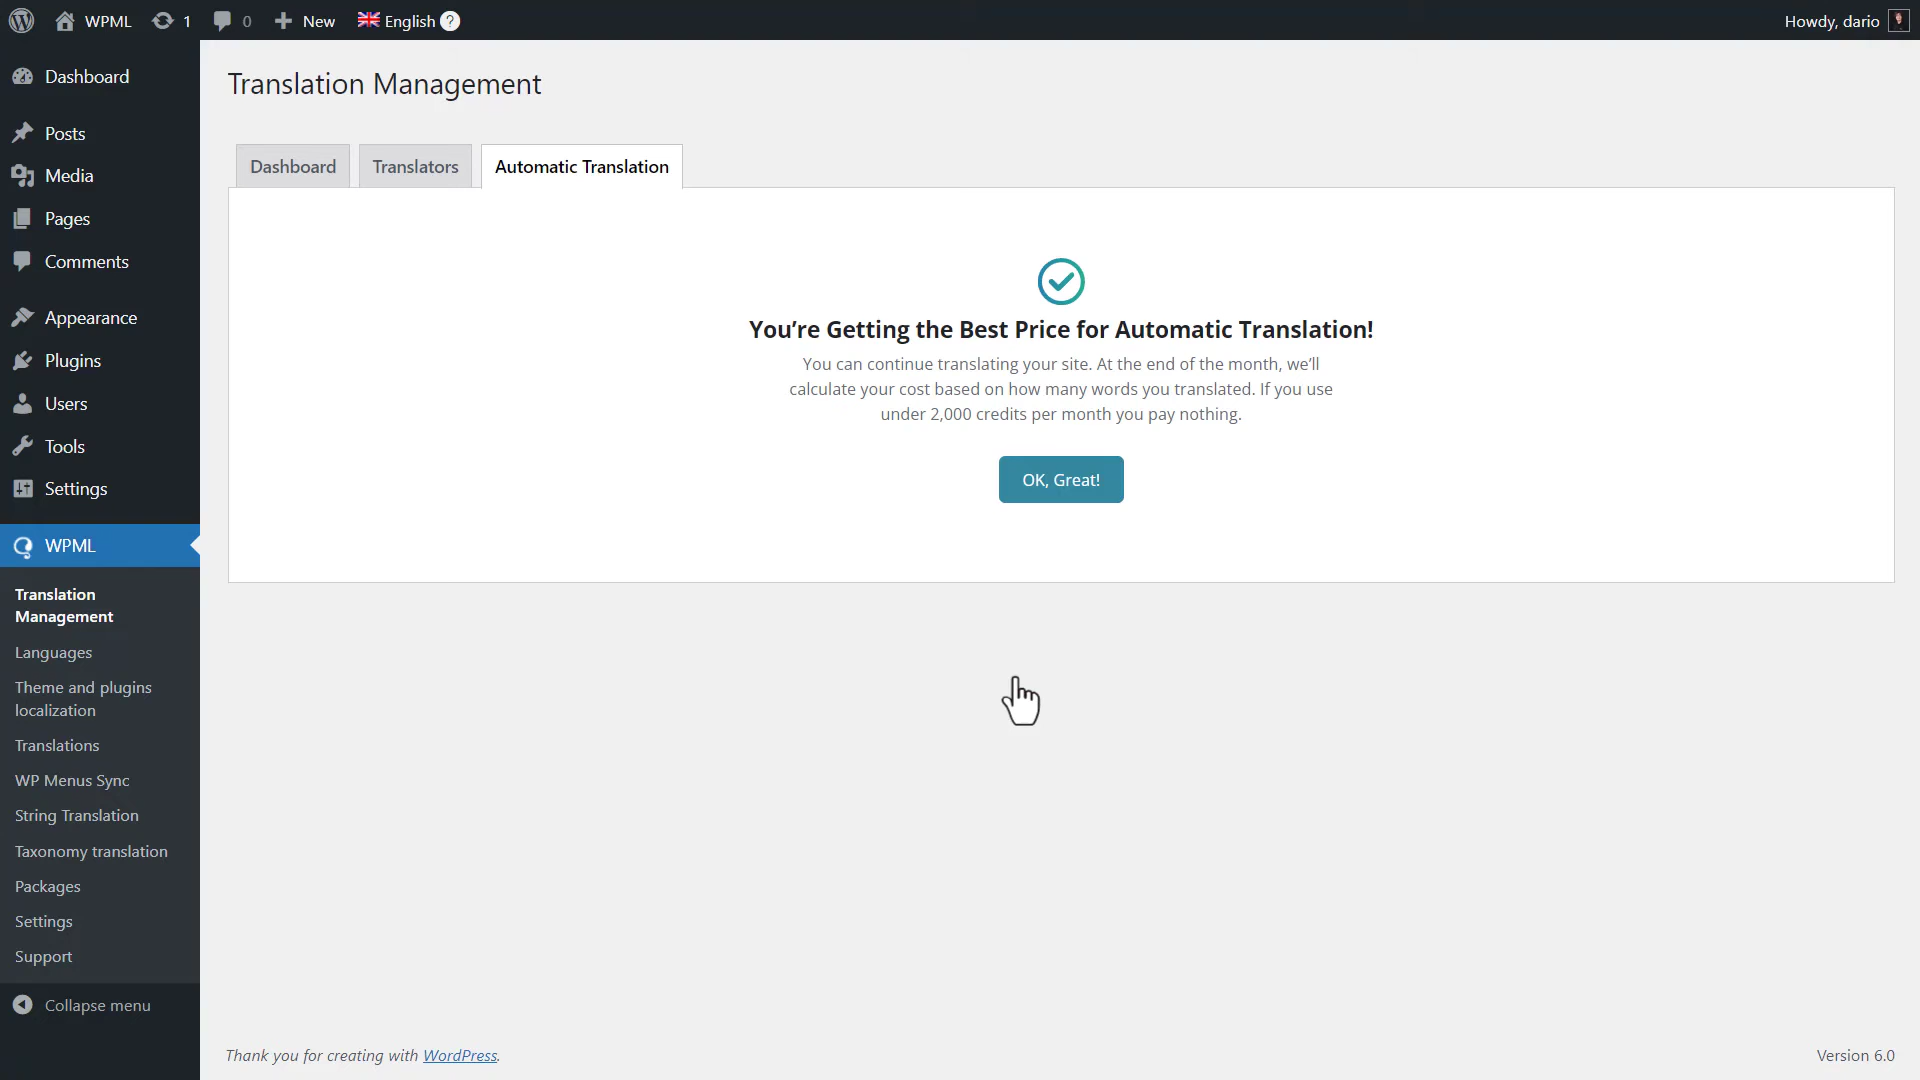 WPML
1
0
New
English
?
Howdy, dario
Dashboard
Posts
Media
Pages
Comments
Appearance
Plugins
Users
Tools
Settings
WPML
Translation
Management
Languages
Theme and plugins
localization
Translations
WP Menus Sync
String Translation
Taxonomy translation
Packages
Settings
Support
Collapse menu
Translation Management
Dashboard
Translators
Automatic Translation
You’re Getting the Best Price for Automatic Translation!
You can continue translating your site. At the end of the month, we’ll
calculate your cost based on how many words you translated. If you use
under 2,000 credits per month you pay nothing.
OK, Great!
Thank you for creating with WordPress.
Version 6.0